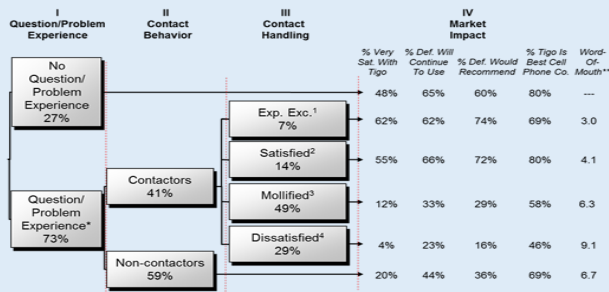 I
Question/Problem
Experience
II
Contact
Behavior
III
Contact
Handling
IV
Market
Impact
% Very
Sat. With
Tigo
% Def. Will
Continue
To Use
% Def. Would
Recommend
% Tigo Is
Best Cell
Phone Co.
Word-
Of-
Mouth**
No
Question/
Problem
Experience
27%
48% 65% 60% 80% ---
Exp. Exc.¹
7%
62% 62% 74% 69% 3.0
Satisfied²
14%
55% 66% 72% 80% 4.1
Contactors
41%
Mollified³
49%
12% 33% 29% 58% 6.3
Question/
Problem
Experience*
73%
Dissatisfied⁴
29%
4% 23% 16% 46% 9.1
Non-contactors
59%
20% 44% 36% 69% 6.7